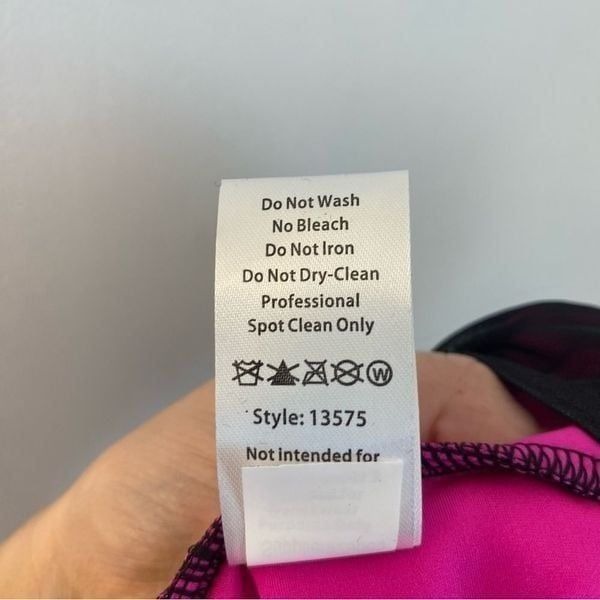 Do Not Wash
No Bleach
Do Not Iron
Do Not Dry-Clean
Professional
Spot Clean Only
W
Style: 13575
Not intended for